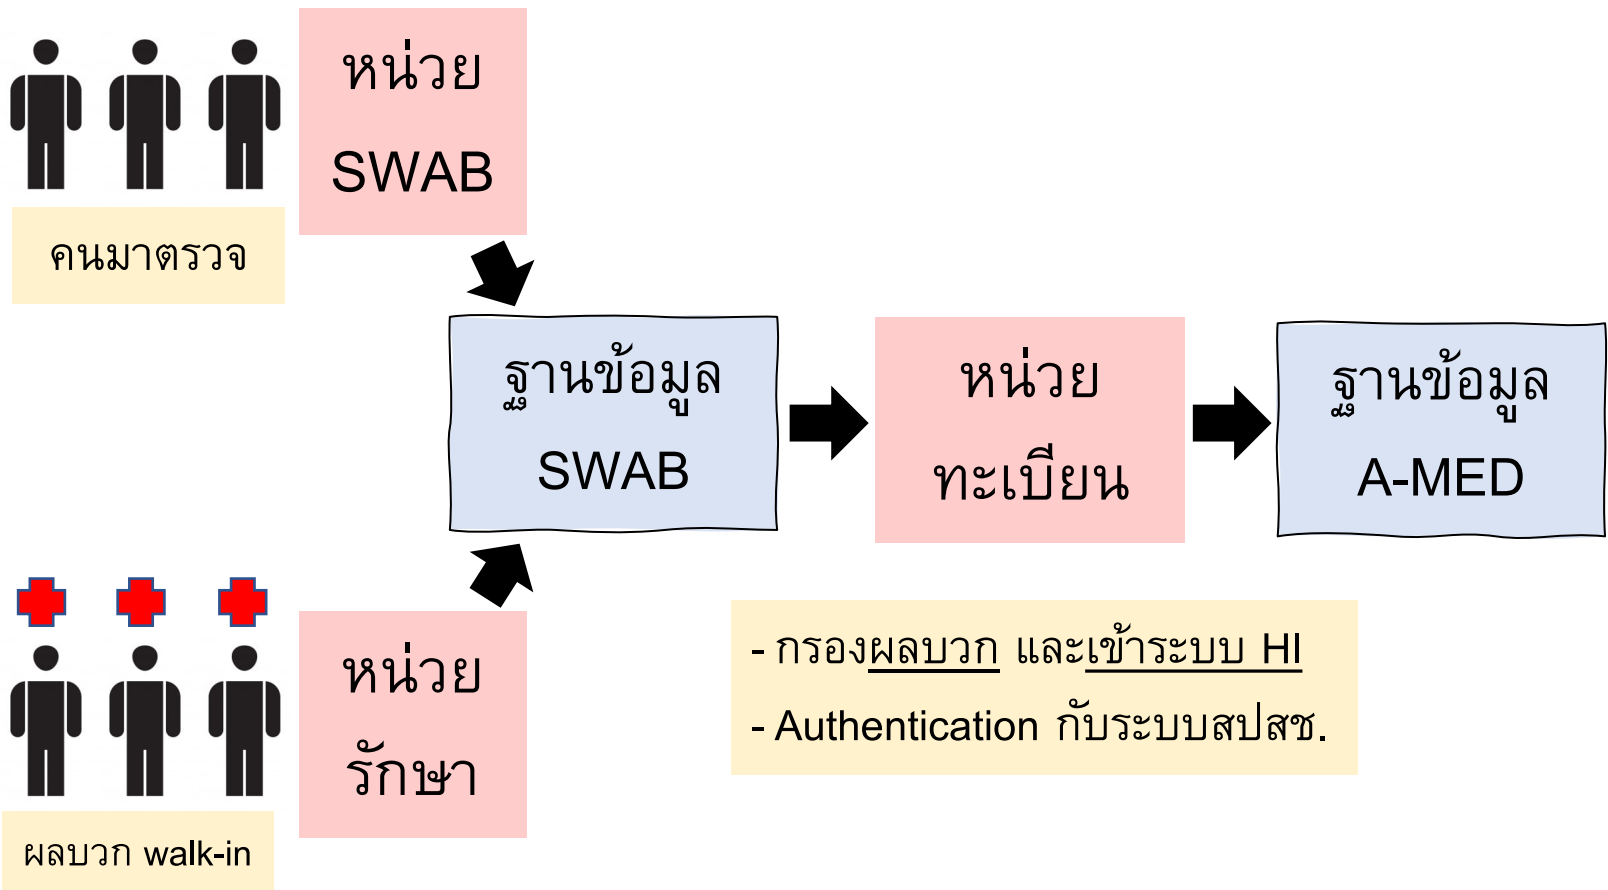 หน่วย
SWAB
คนมาตรวจ
ฐานข้อมูล
SWAB
หน่วย
ทะเบียน
ฐานข้อมูล
A-MED
- กรองผลบวก และเข้าระบบ HI
- Authentication กับระบบสปสช.
หน่วย
รักษา
ผลบวก walk-in